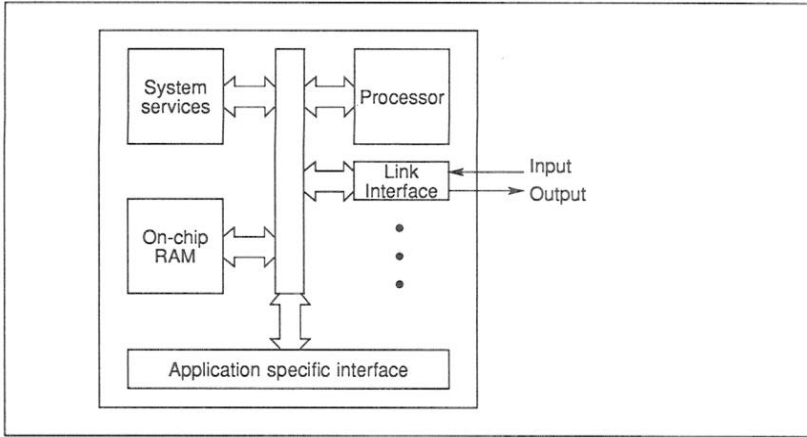 System
services
Processor
Link
Interface
Input
Output
On-chip
RAM
Application specific interface